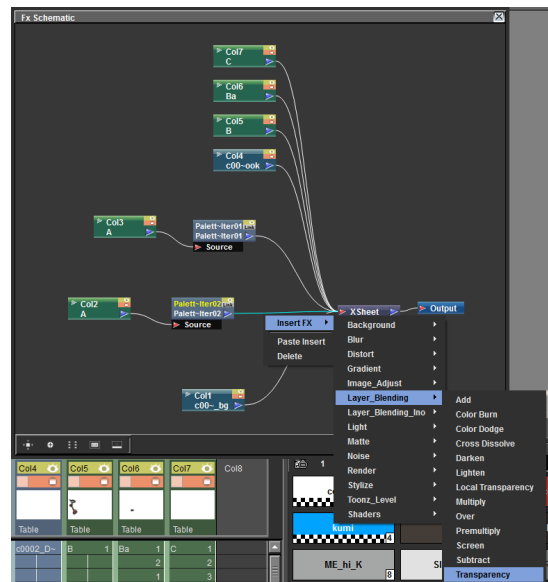 Fx Schematic
Col7
C
Col6
Ba
Col5
B
Col4
c00~ook
Col3
A
Palett~lter01
Palett~lter01
Source
Col2
A
Palett~lter02
Palett~lter02
Source
XSheet
Output
Col1
c00~_bg
Insert FX
Paste Insert
Delete
Background
Blur
Distort
Gradient
Image_Adjust
Layer_Blending
Layer_Blending_Ino
Light
Matte
Noise
Render
Stylize
Toonz_Level
Shaders
Add
Color Burn
Color Dodge
Cross Dissolve
Darken
Lighten
Local Transparency
Multiply
Over
Premultiply
Screen
Subtract
Transparency
Col4 Col5 Col6 Col7 Col8
Table Table Table Table
c0002_D~ B 1 Ba 1 C 1
2 2
1 3
1
kumi
4
ME_hi_K
8